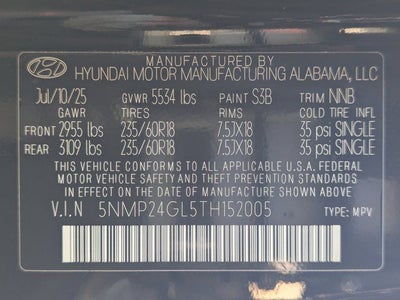 MANUFACTURED BY
HYUNDAI MOTOR MANUFACTURING ALABAMA, LLC
Jul/10/25 GVWR 5534 lbs PAINT S3B TRIM NNB
GAWR TIRES RIMS COLD TIRE INFL
FRONT 2955 lbs 235/60R18 7.5JX18 35 psi SINGLE
REAR 3109 lbs 235/60R18 7.5JX18 35 psi SINGLE
THIS VEHICLE CONFORMS TO ALL APPLICABLE U.S.A. FEDERAL
MOTOR VEHICLE SAFETY AND THEFT PREVENTION STANDARDS
IN EFFECT ON THE DATE OF MANUFACTURE SHOWN ABOVE
V.I.N 5NMP24GL5TH152005 TYPE: MPV